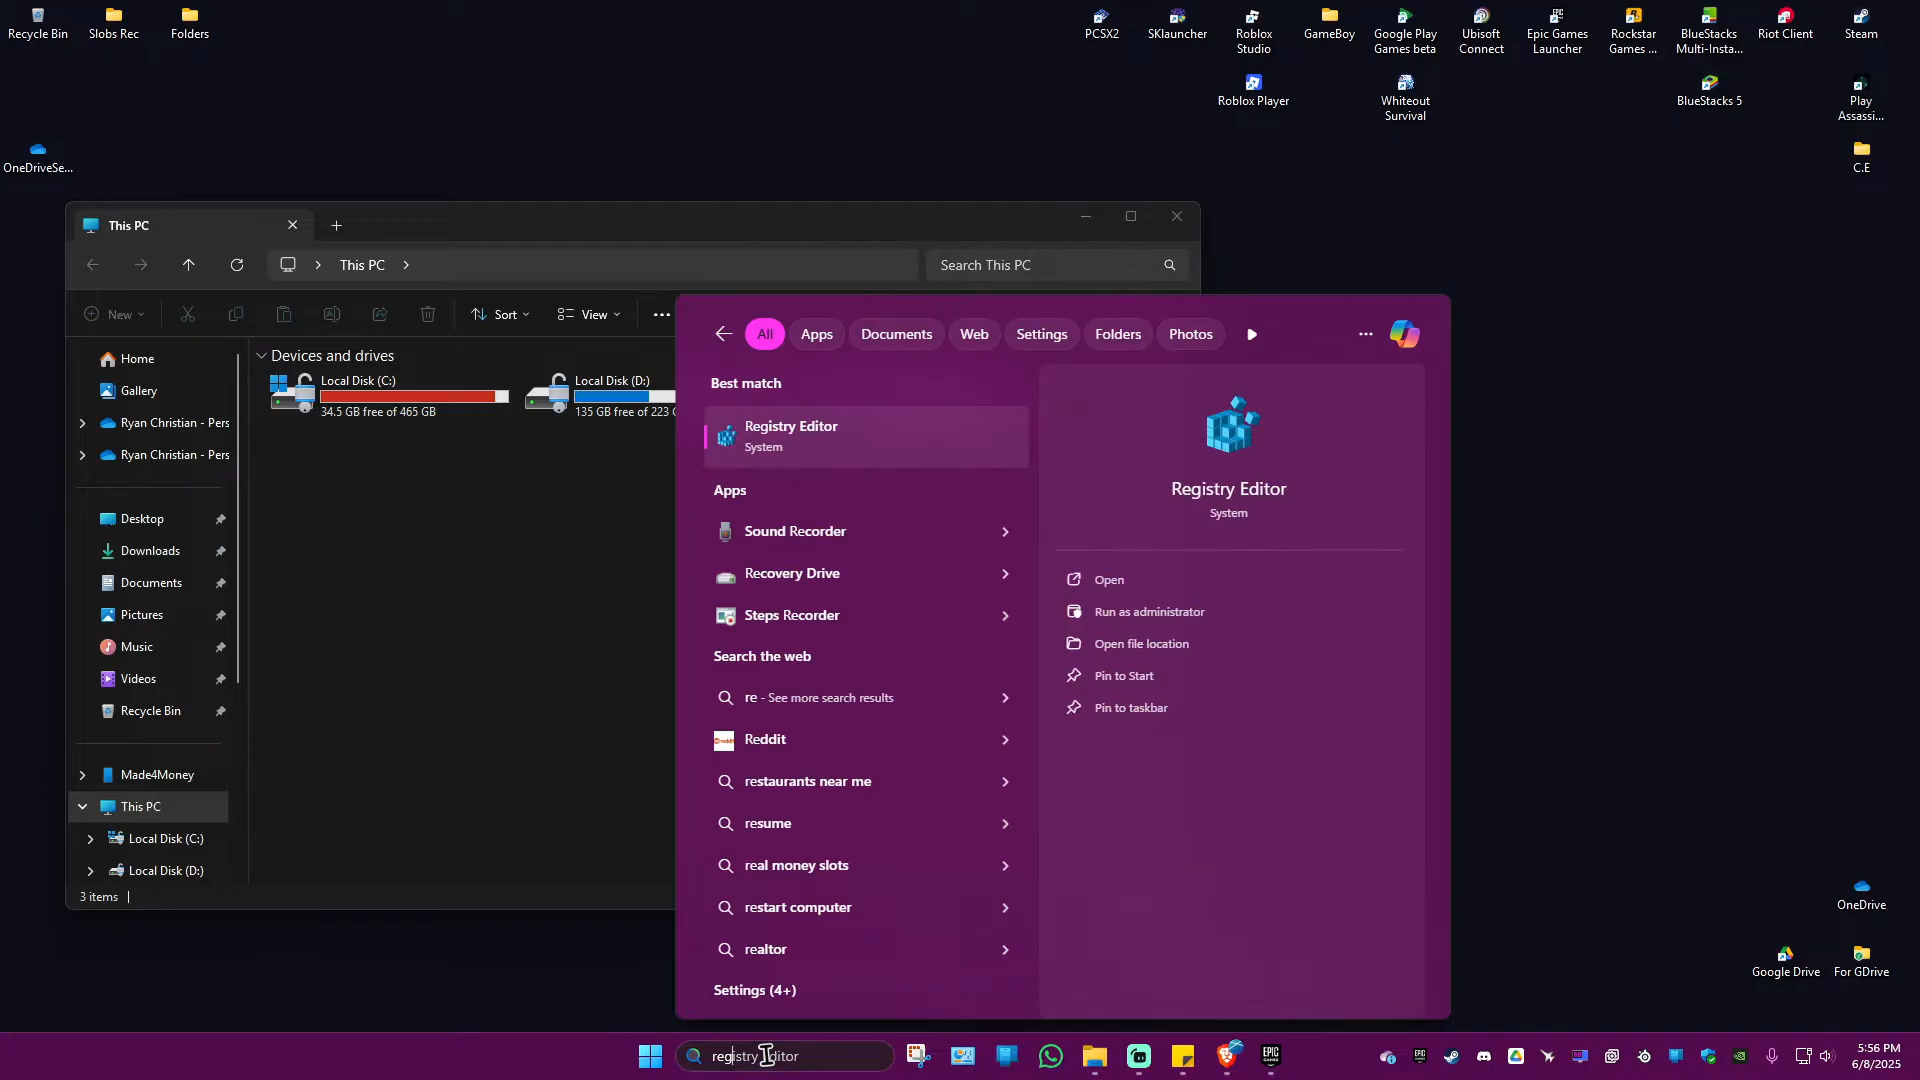 Recycle Bin
Slobs Rec
Folders
PCSX2
SKlauncher
Roblox
Studio
GameBoy
Google Play
Games beta
Ubisoft
Connect
Epic Games
Launcher
Rockstar
Games ...
BlueStacks
Multi-Insta...
Riot Client
Steam
Roblox Player
Whiteout
Survival
BlueStacks 5
Play
Assassi...
OneDriveSe...
C.E
This PC
This PC
Search This PC
New
Sort
View
Home
Gallery
Ryan Christian - Pers
Ryan Christian - Pers
Desktop
Downloads
Documents
Pictures
Music
Videos
Recycle Bin
Made4Money
This PC
Local Disk (C:)
Local Disk (D:)
3 items
Devices and drives
Local Disk (C:)
34.5 GB free of 465 GB
Local Disk (D:)
135 GB free of 223 G
All
Apps
Documents
Web
Settings
Folders
Photos
Best match
Registry Editor
System
Apps
Sound Recorder
Recovery Drive
Steps Recorder
Search the web
re - See more search results
Reddit
restaurants near me
resume
real money slots
restart computer
realtor
Settings (4+)
Registry Editor
System
Open
Run as administrator
Open file location
Pin to Start
Pin to taskbar
OneDrive
Google Drive
For GDrive
registry editor
5:56 PM
6/8/2025